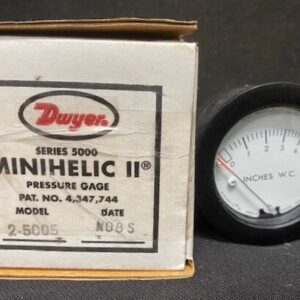 Dwyer
SERIES 5000
MINIHELIC II®
PRESSURE GAGE
PAT. NO. 4,347,744
MODEL DATE
2-5005 N08S
0 1 2 3 4
INCHES W.C.